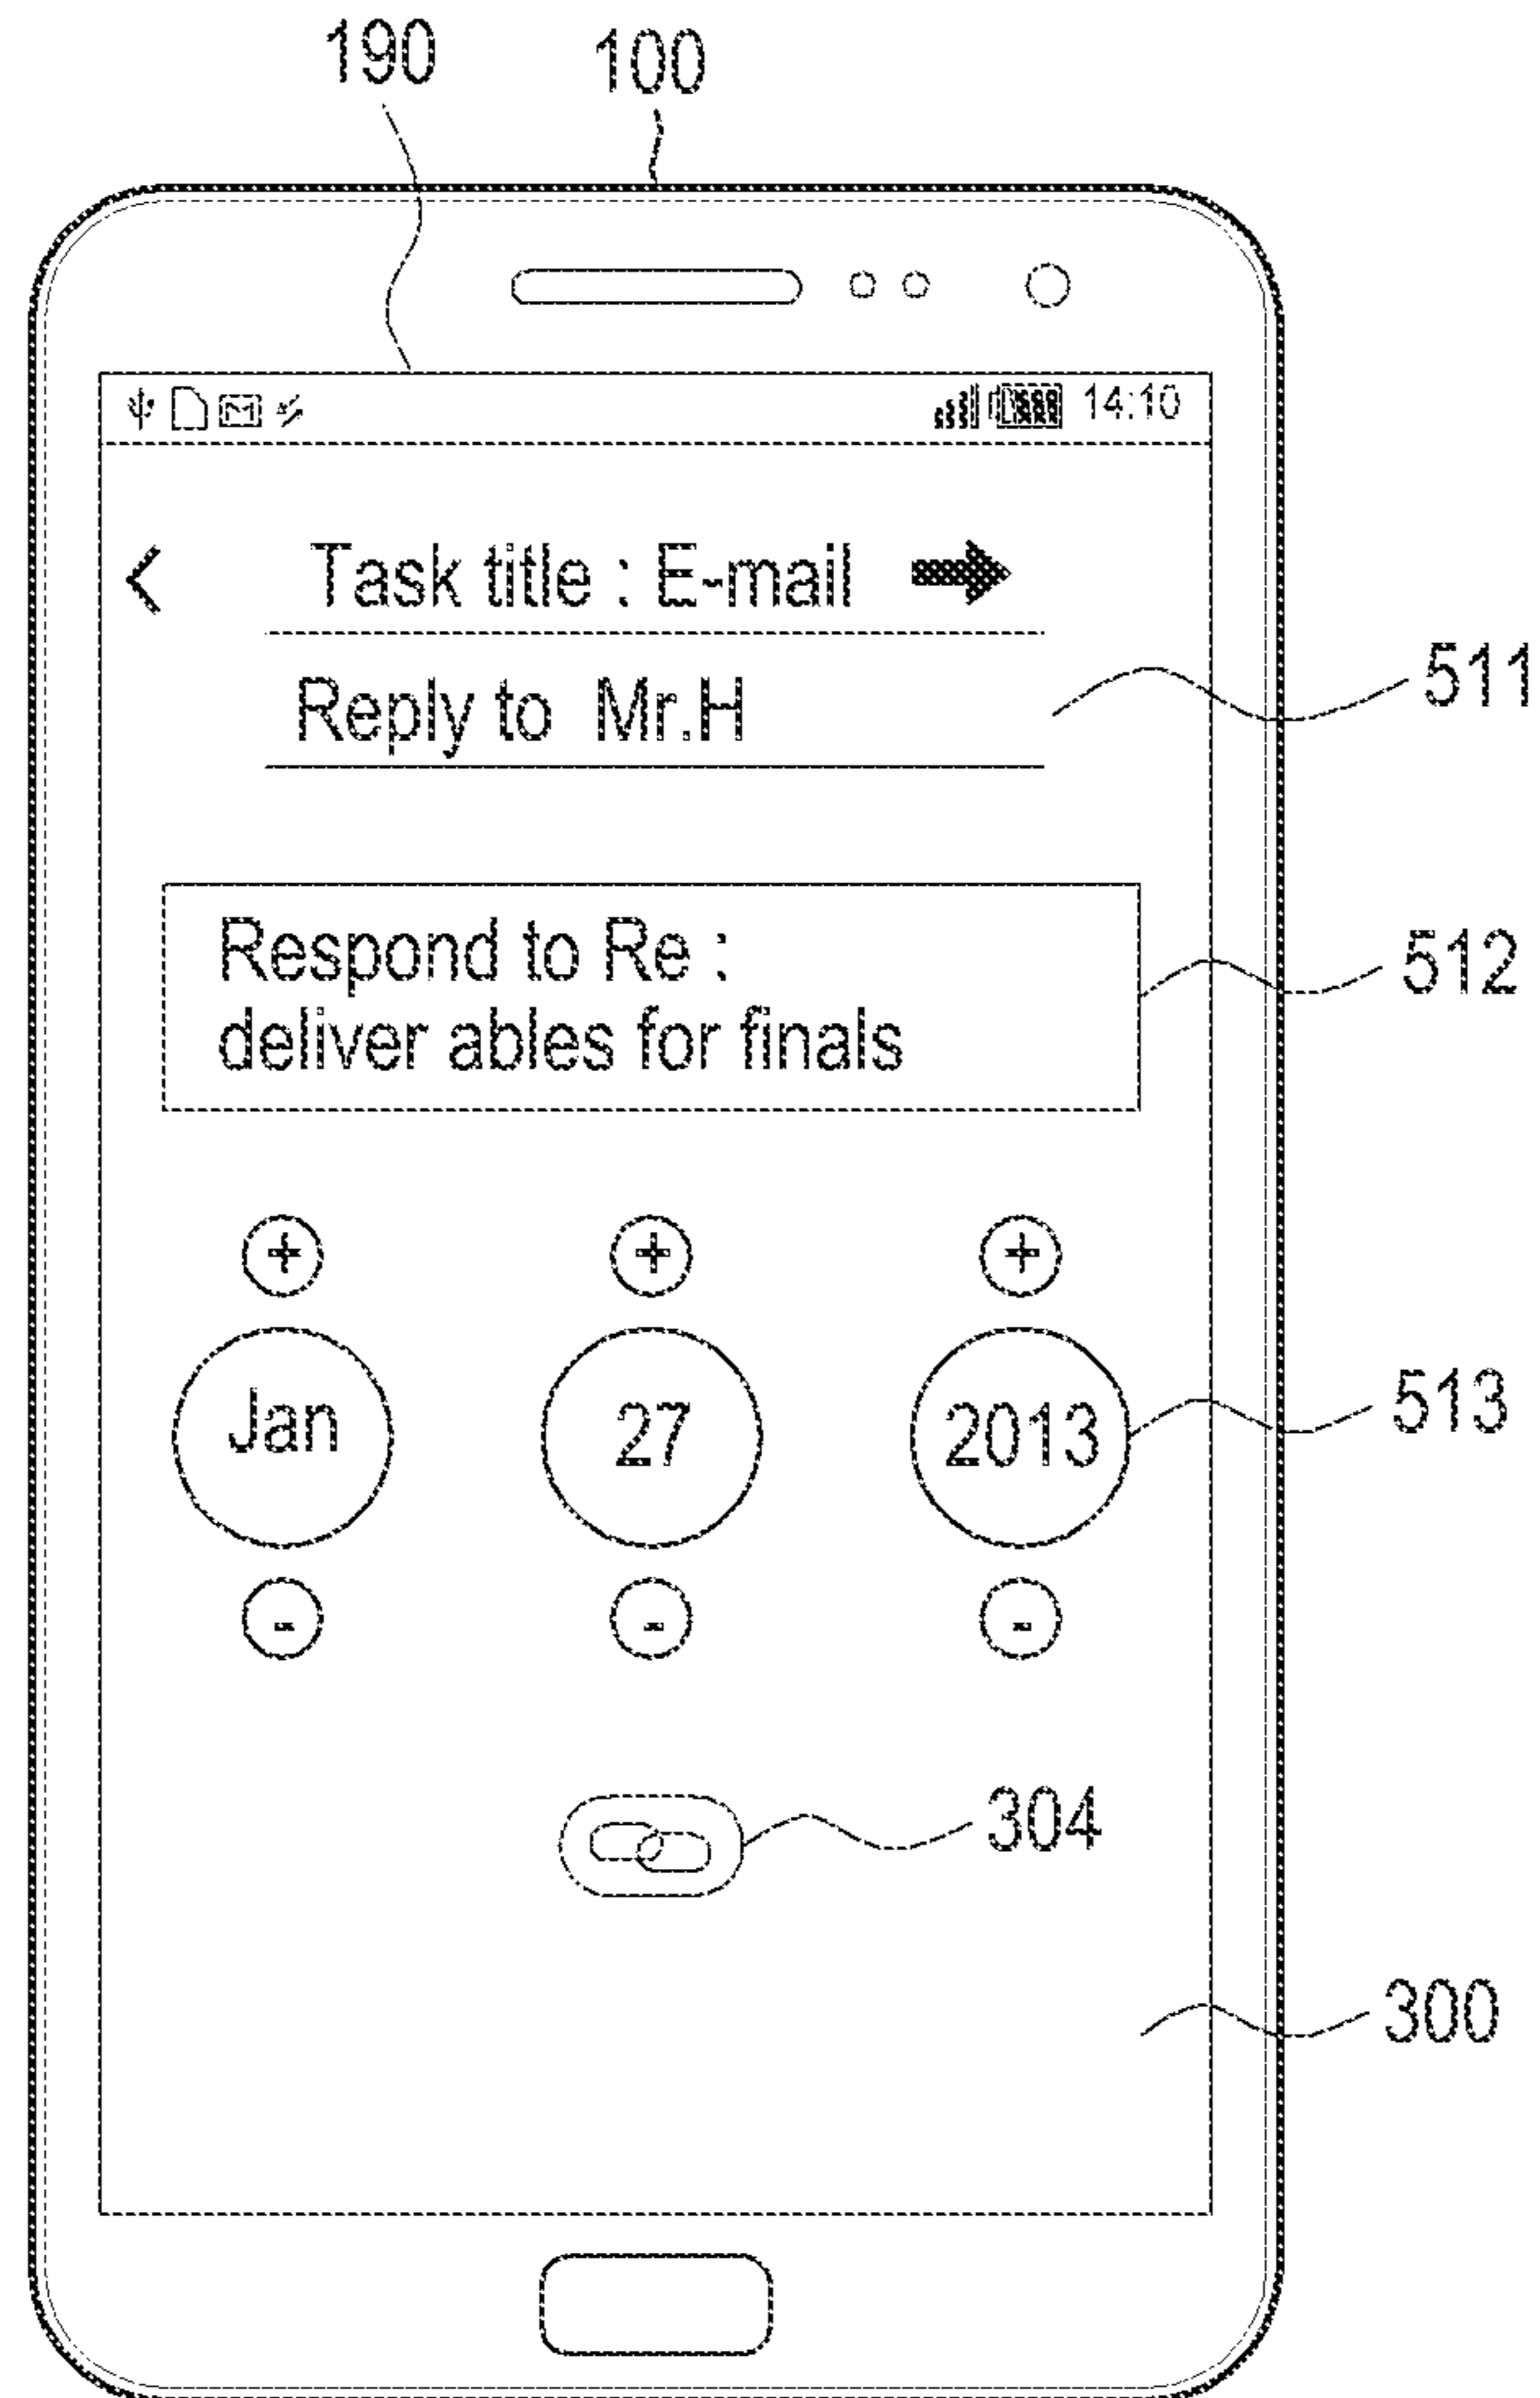 190 100
14:10
< Task title : E-mail
Reply to Mr.H
511
Respond to Re :
deliver ables for finals
512
+ + +
Jan 27 2013
513
- - -
304
300